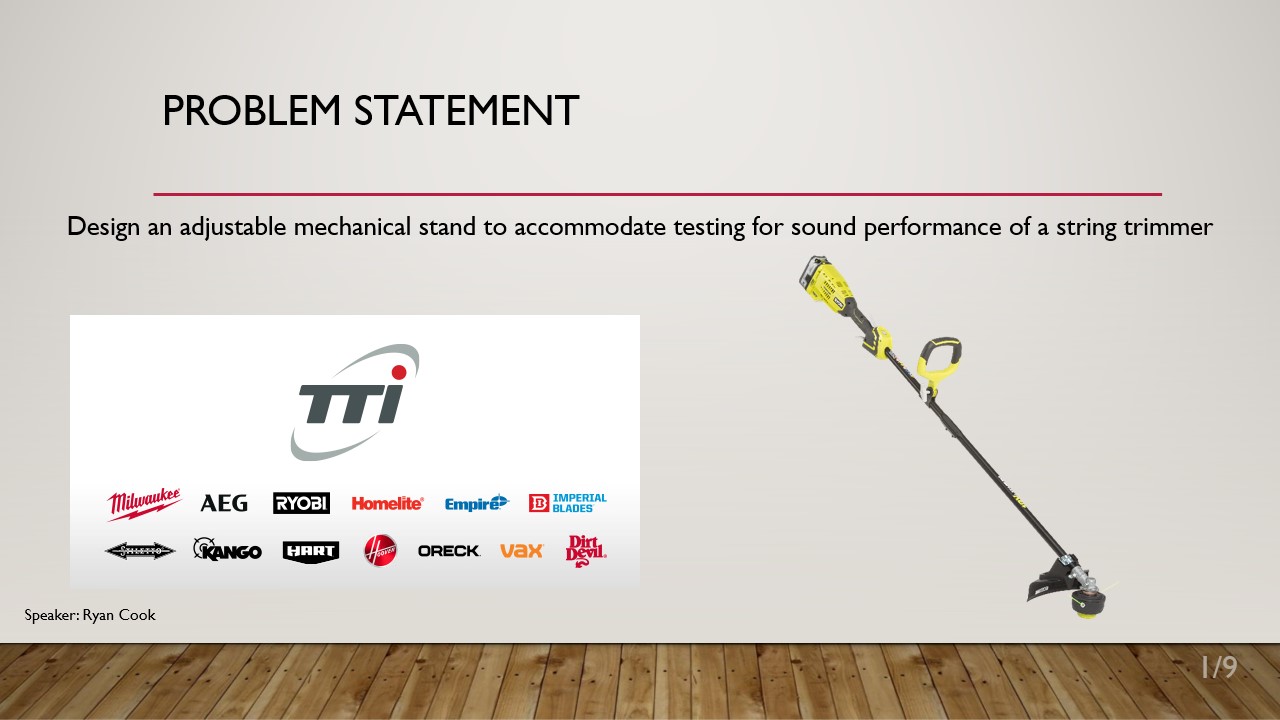 PROBLEM STATEMENT
Design an adjustable mechanical stand to accommodate testing for sound performance of a string trimmer
TTi
Milwaukee AEG RYOBI Homelite Empire IMPERIAL BLADES
STILETTO KANGO HART Hoover ORECK VAX Dirt Devil
Speaker: Ryan Cook
1/9